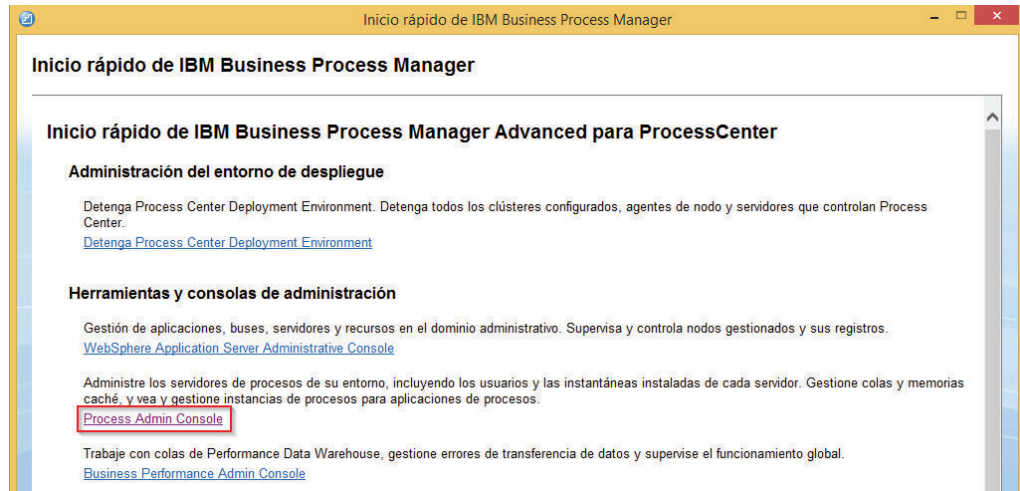 Inicio rápido de IBM Business Process Manager
Inicio rápido de IBM Business Process Manager
Inicio rápido de IBM Business Process Manager Advanced para ProcessCenter
Administración del entorno de despliegue
Detenga Process Center Deployment Environment. Detenga todos los clústeres configurados, agentes de nodo y servidores que controlan Process
Center.
Detenga Process Center Deployment Environment
Herramientas y consolas de administración
Gestión de aplicaciones, buses, servidores y recursos en el dominio administrativo. Supervisa y controla nodos gestionados y sus registros.
WebSphere Application Server Administrative Console
Administre los servidores de procesos de su entorno, incluyendo los usuarios y las instantáneas instaladas de cada servidor. Gestione colas y memorias
caché, y vea y gestione instancias de procesos para aplicaciones de procesos.
Process Admin Console
Trabaje con colas de Performance Data Warehouse, gestione errores de transferencia de datos y supervise el funcionamiento global.
Business Performance Admin Console